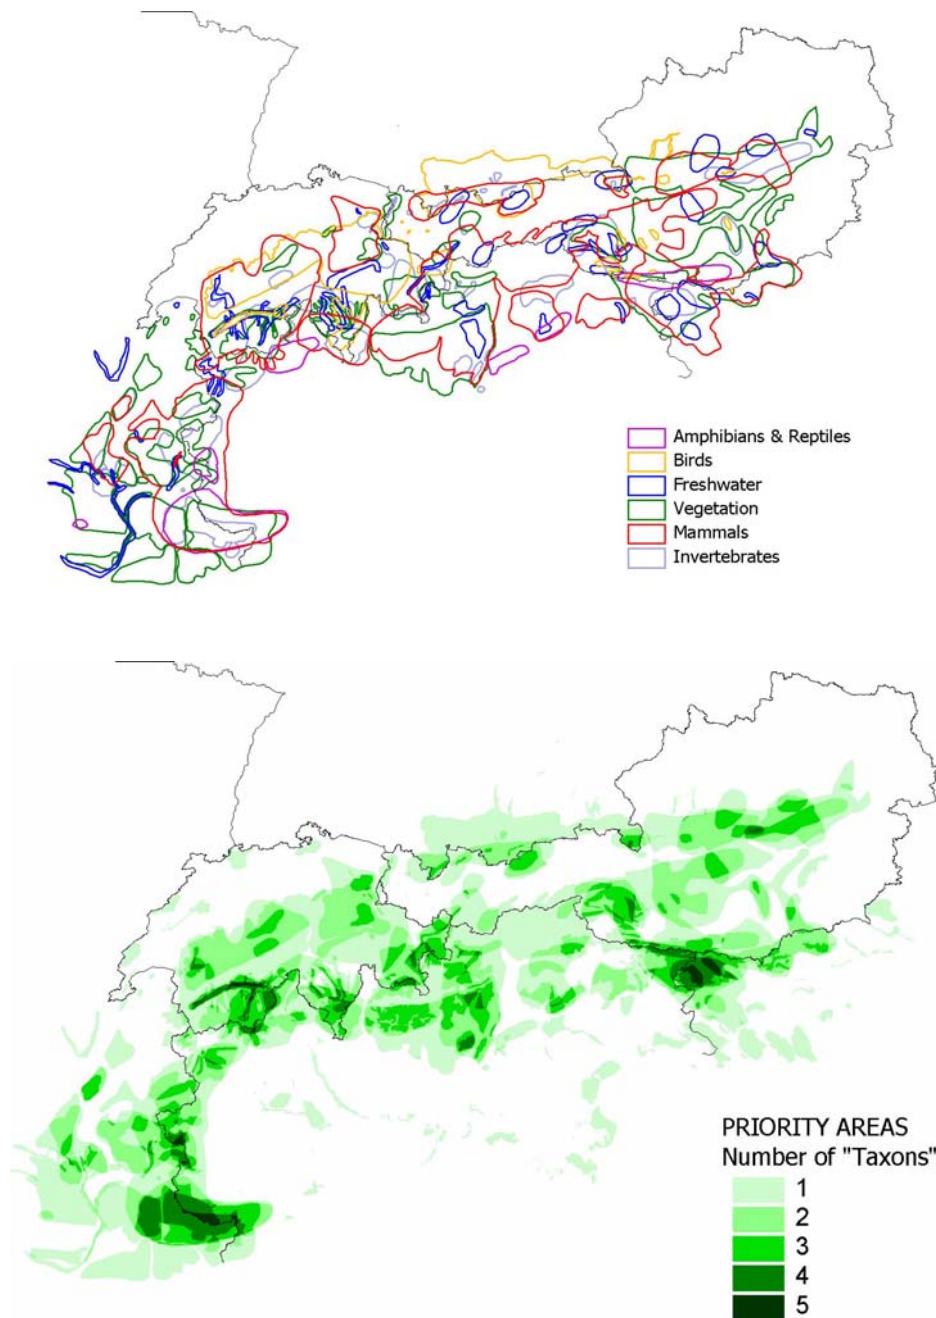 Amphibians & Reptiles
Birds
Freshwater
Vegetation
Mammals
Invertebrates
PRIORITY AREAS
Number of "Taxons"
1
2
3
4
5